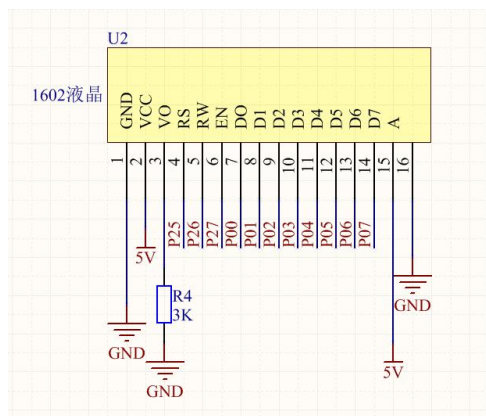 U2
1602液晶
GND
VCC
VO
RS
RW
EN
DO
D1
D2
D3
D4
D5
D6
D7
A
1
2
3
4
5
6
7
8
9
10
11
12
13
14
15
16
P25
P26
P27
P00
P01
P02
P03
P04
P05
P06
P07
5V
R4
3K
GND
GND
GND
5V